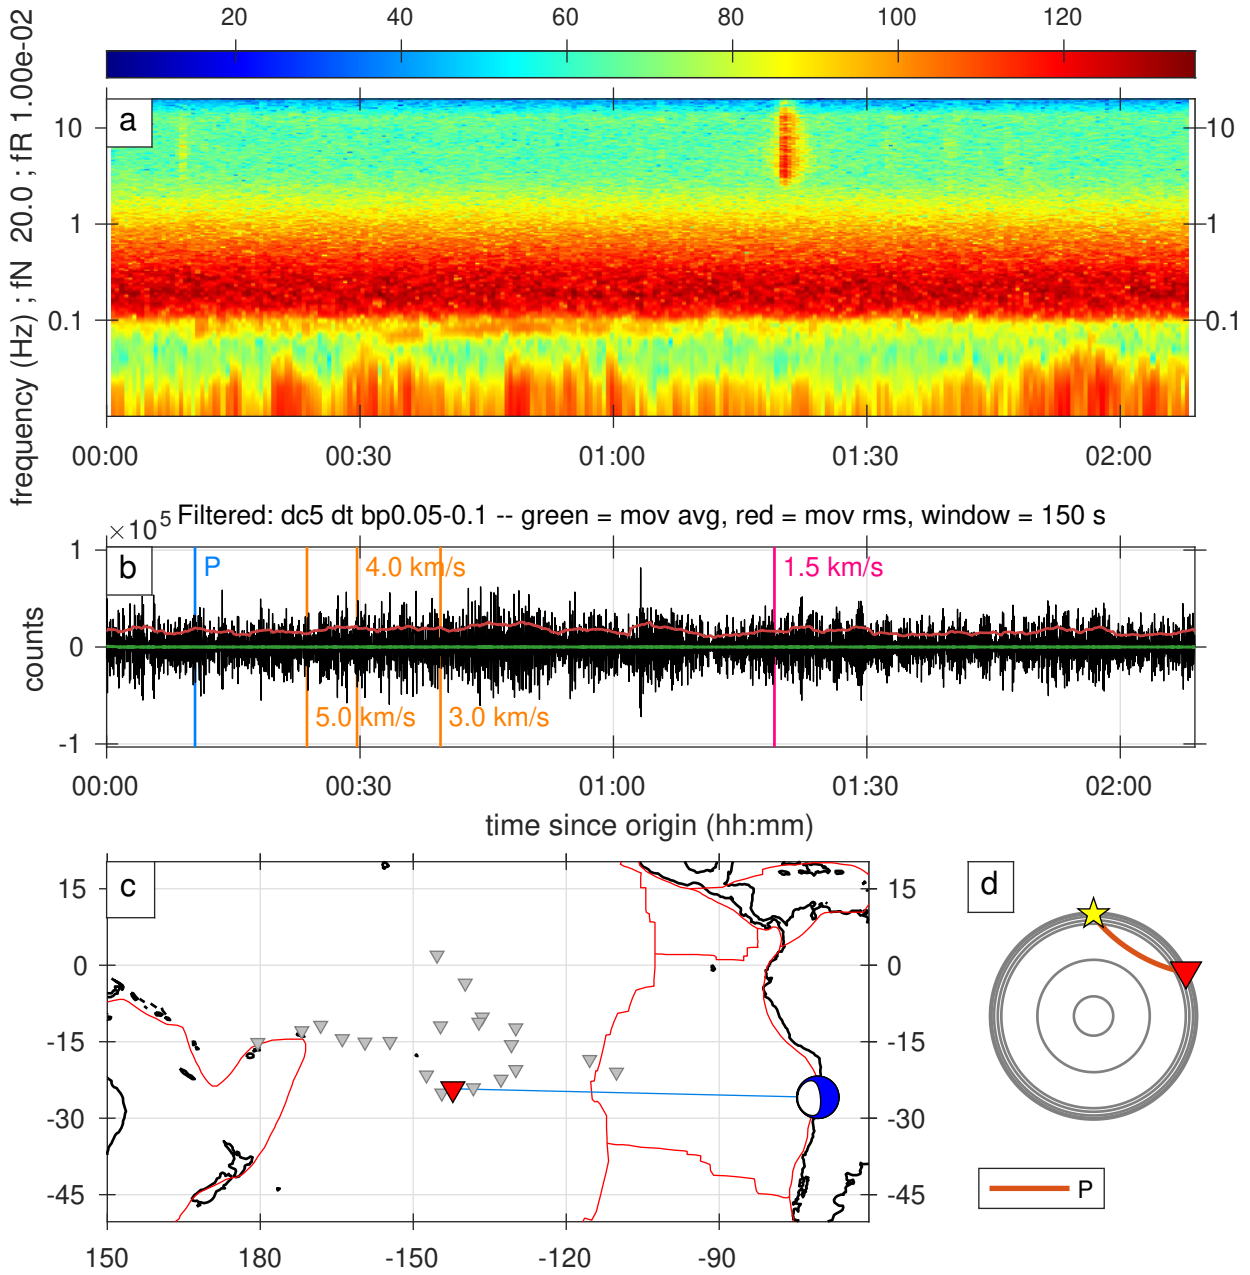 20 40 60 80 100 120
frequency (Hz) ; fN 20.0 ; fR 1.00e-02
a
10 10
1 1
0.1 0.1
00:00 00:30 01:00 01:30 02:00
×10^5 Filtered: dc5 dt bp0.05-0.1 -- green = mov avg, red = mov rms, window = 150 s
counts
b
1
0
-1
P 4.0 km/s 1.5 km/s
5.0 km/s 3.0 km/s
00:00 00:30 01:00 01:30 02:00
time since origin (hh:mm)
c
15 15
0 0
-15 -15
-30 -30
-45 -45
150 180 -150 -120 -90
d
P